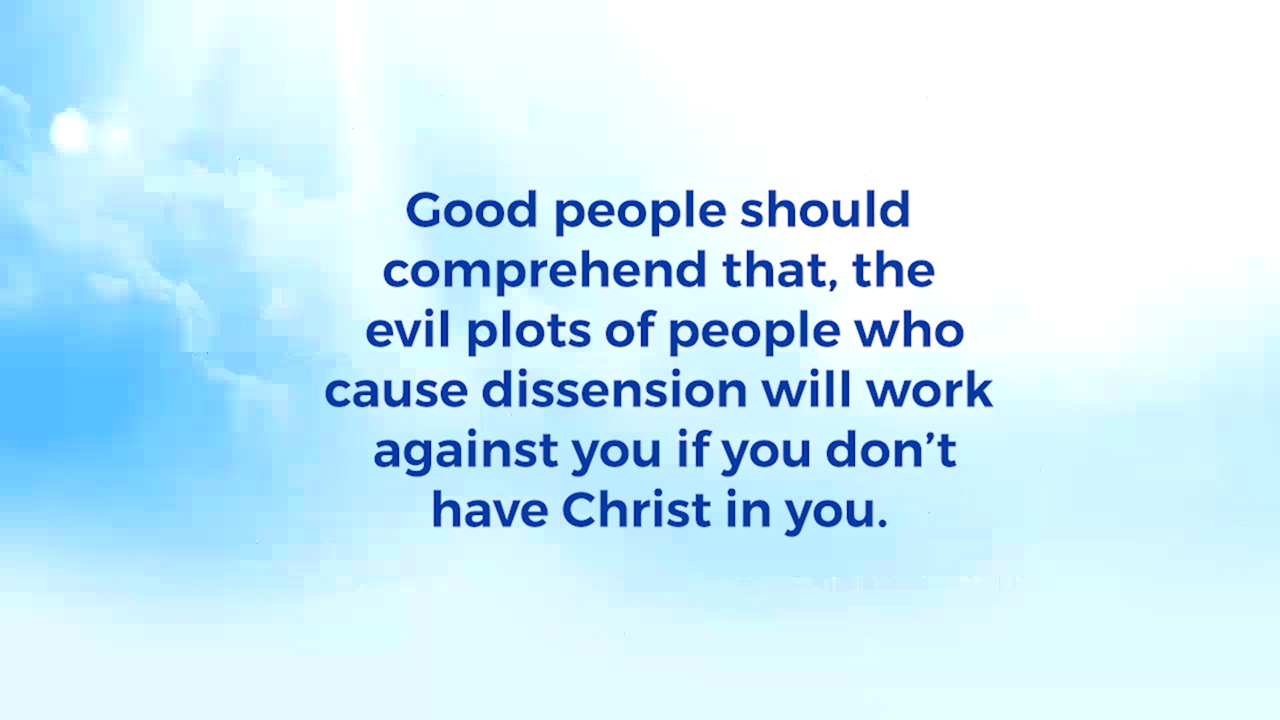 Good people should
comprehend that, the
evil plots of people who
cause dissension will work
against you if you don’t
have Christ in you.